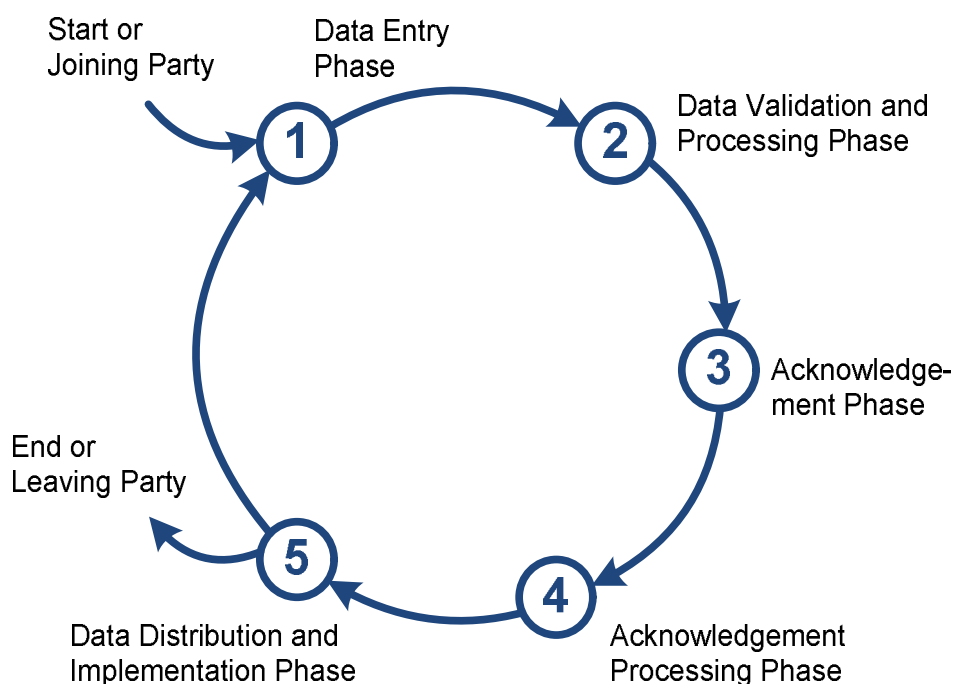 Start or
Joining Party
Data Entry
Phase
1
2
Data Validation and
Processing Phase
3
Acknowledge-
ment Phase
End or
Leaving Party
5
4
Data Distribution and
Implementation Phase
Acknowledgement
Processing Phase